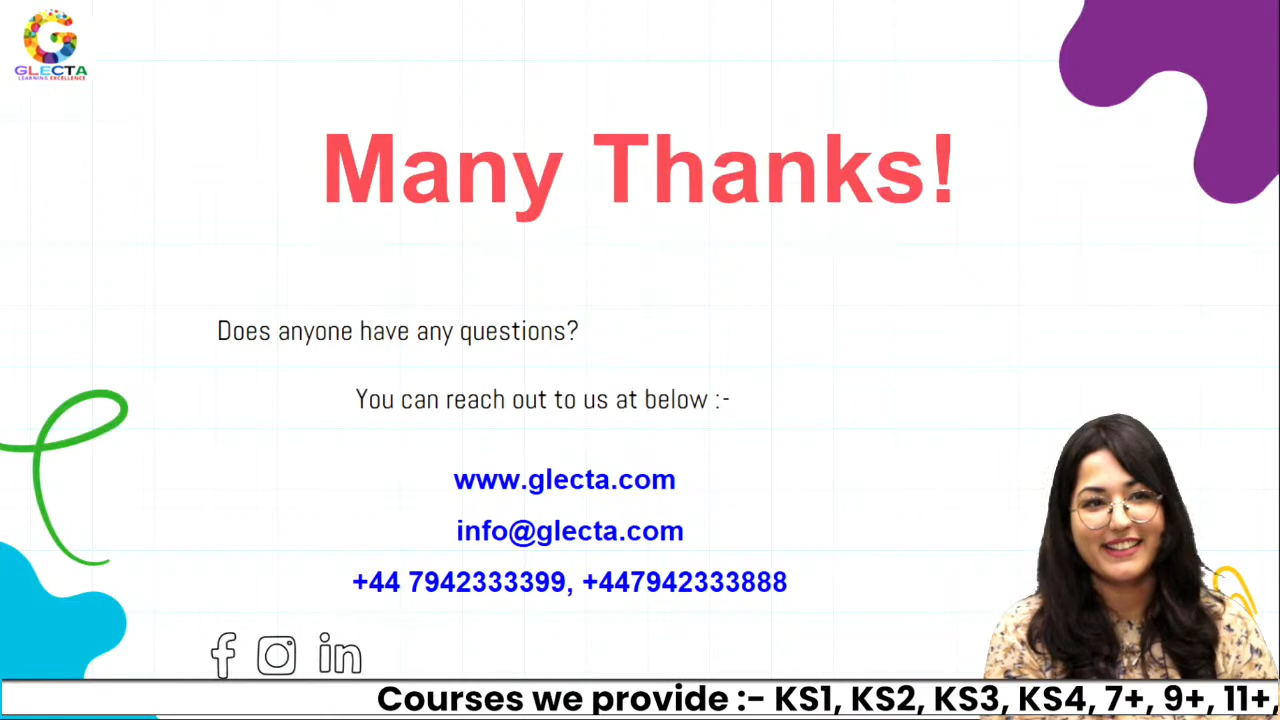 GLECTA
LEARNING EXCELLENCE
Many Thanks!
Does anyone have any questions?
You can reach out to us at below :-
www.glecta.com
info@glecta.com
+44 7942333399, +447942333888
Courses we provide :- KS1, KS2, KS3, KS4, 7+, 9+, 11+,